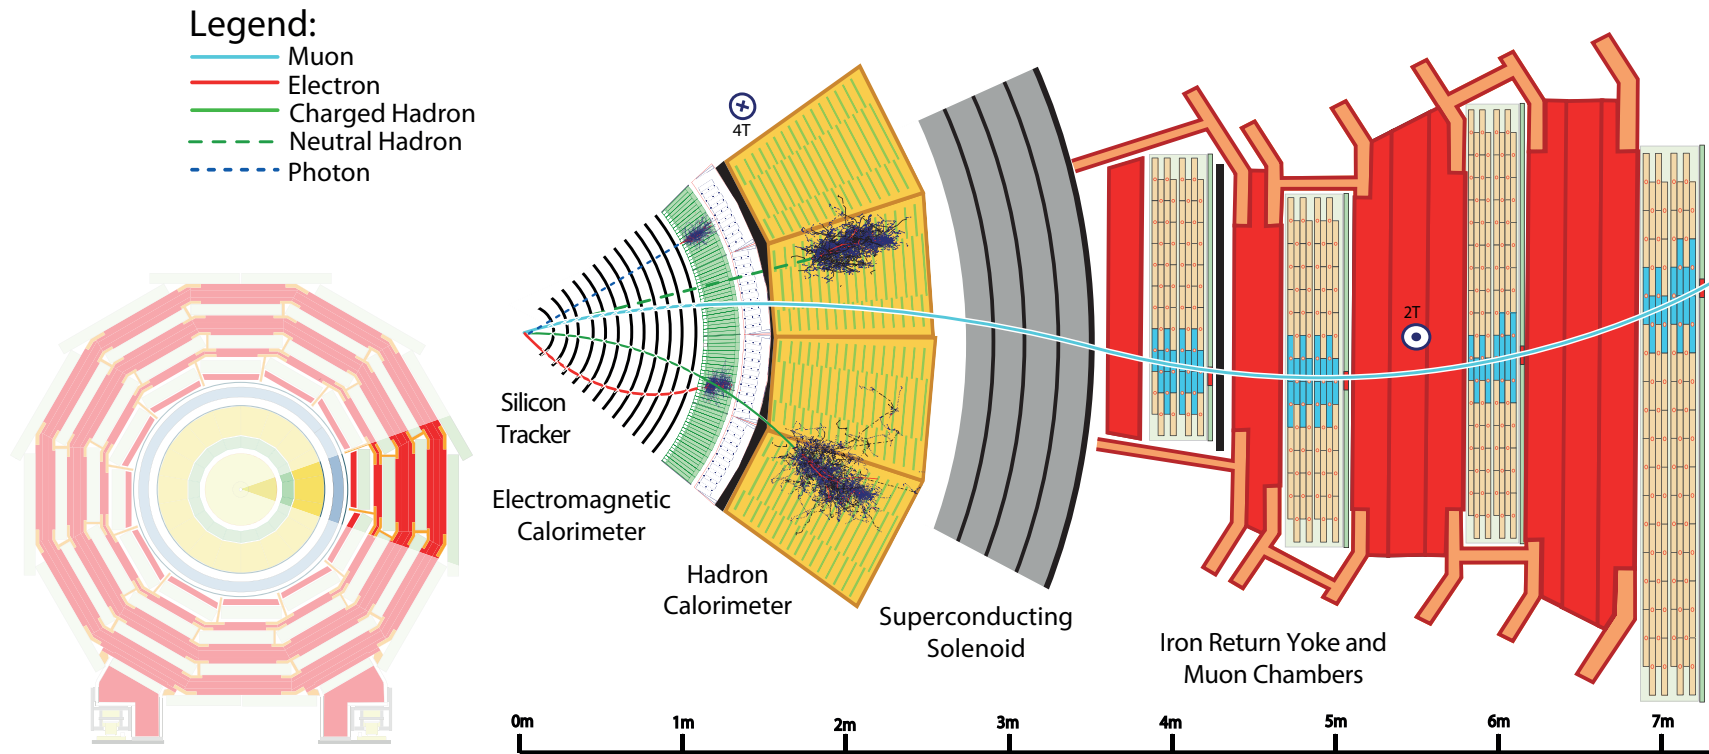 Legend:
Muon
Electron
Charged Hadron
Neutral Hadron
Photon
4T
2T
Silicon
Tracker
Electromagnetic
Calorimeter
Hadron
Calorimeter
Superconducting
Solenoid
Iron Return Yoke and
Muon Chambers
0m 1m 2m 3m 4m 5m 6m 7m